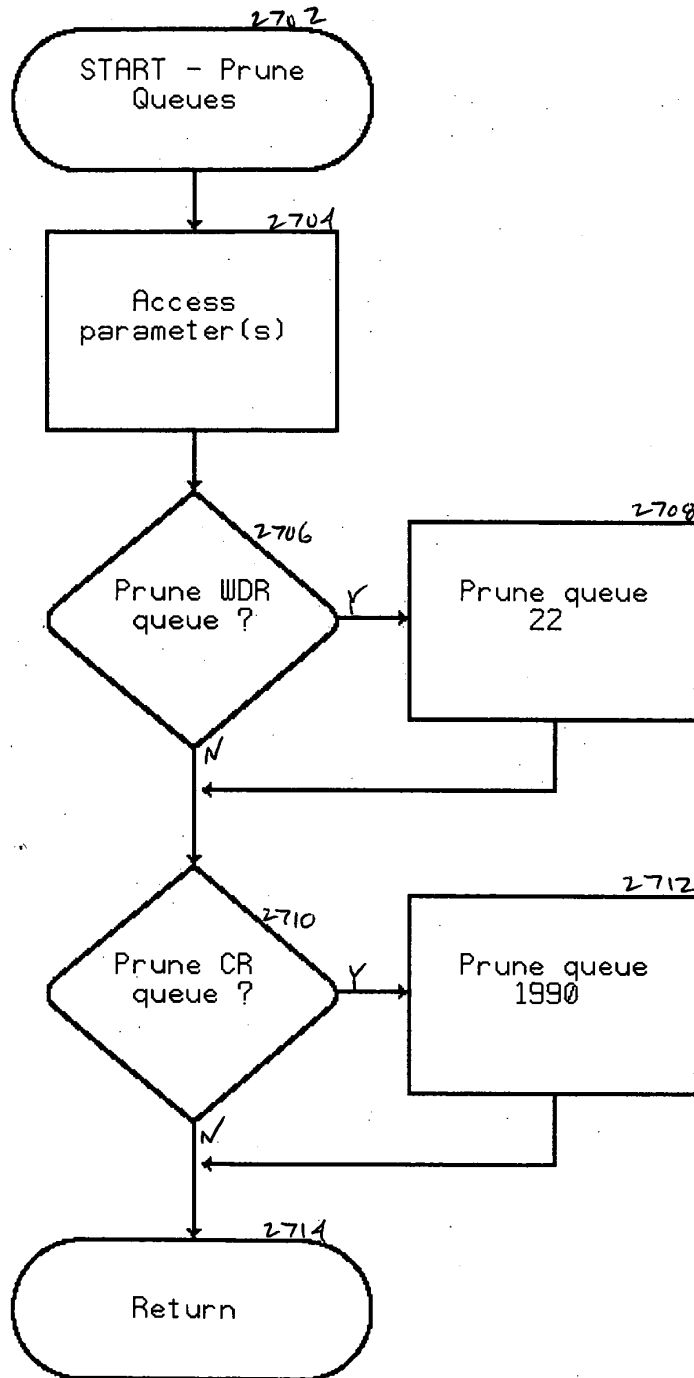 2702
START - Prune
Queues
2704
Access
parameter(s)
2706
Prune WDR
queue ?
Y
2708
Prune queue
22
N
2710
Prune CR
queue ?
Y
2712
Prune queue
1990
N
2714
Return